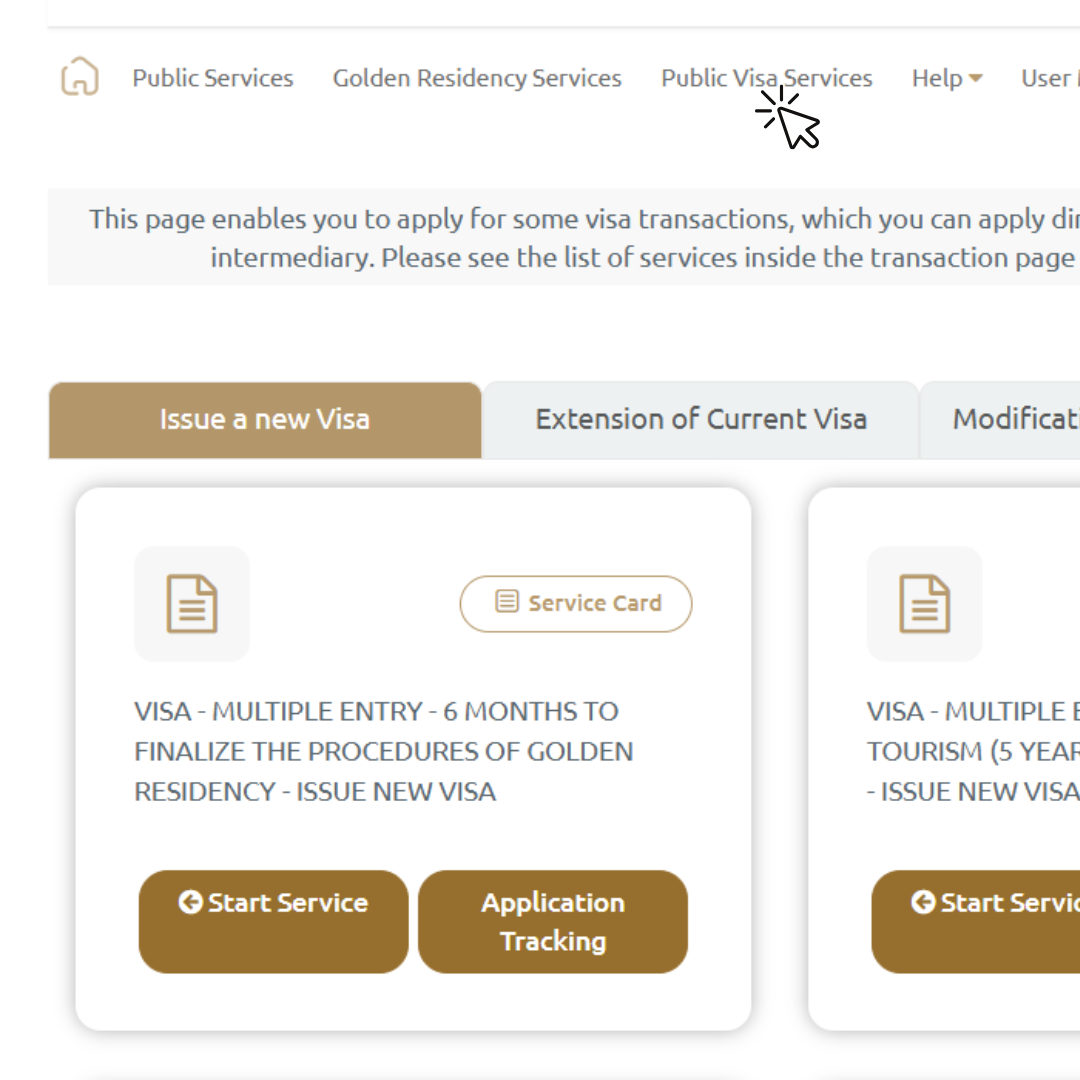 Public Services Golden Residency Services Public Visa Services Help User
This page enables you to apply for some visa transactions, which you can apply
intermediary. Please see the list of services inside the transaction page
Issue a new Visa Extension of Current Visa
Service Card
VISA - MULTIPLE ENTRY - 6 MONTHS TO
FINALIZE THE PROCEDURES OF GOLDEN
RESIDENCY - ISSUE NEW VISA
Start Service
Application
Tracking
VISA - MULTIPLE
TOURISM (5
- ISSUE NEW VISA
Start